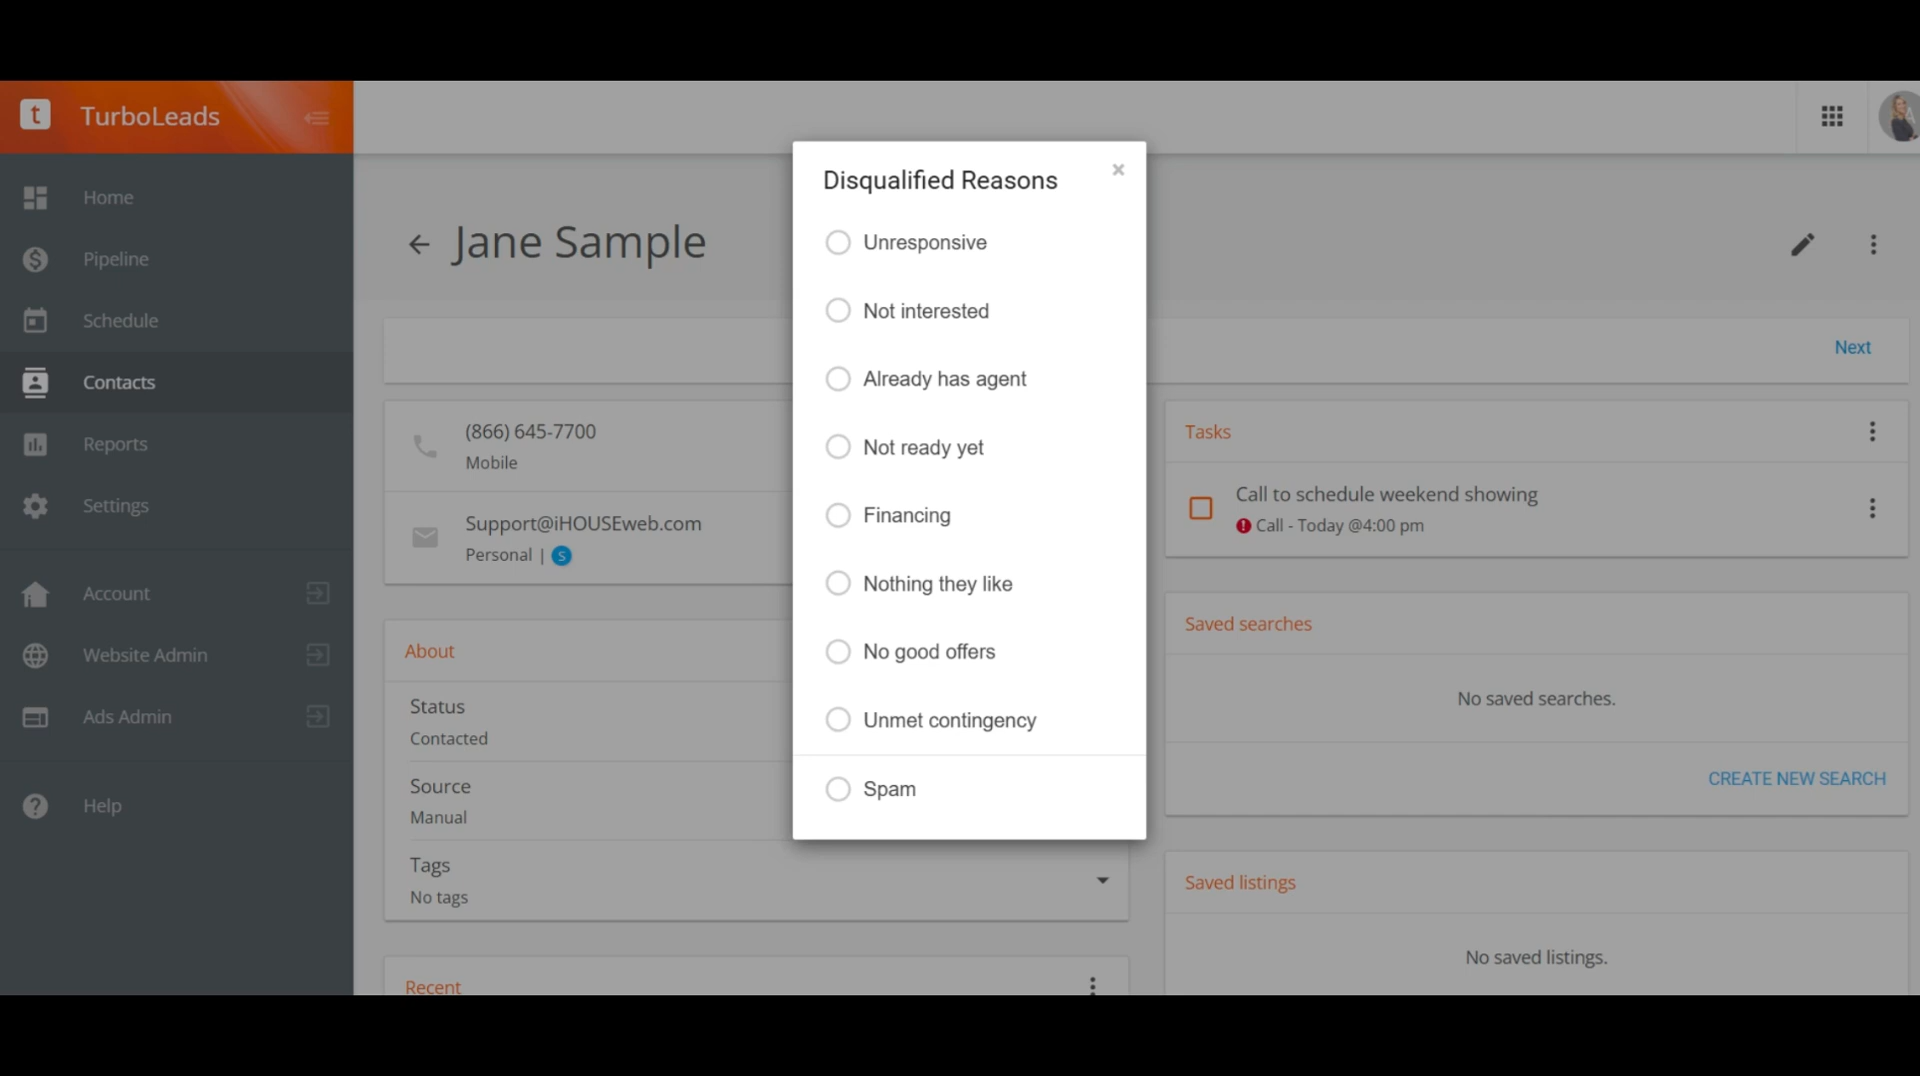 t TurboLeads
Home
Pipeline
Schedule
Contacts
Reports
Settings
Account
Website Admin
Ads Admin
Help
Jane Sample
Next
(866) 645-7700
Mobile
Support@iHOUSEweb.com
Personal | S
About
Status
Contacted
Source
Manual
Tags
No tags
Recent
Disqualified Reasons
×
Unresponsive
Not interested
Already has agent
Not ready yet
Financing
Nothing they like
No good offers
Unmet contingency
Spam
Tasks
Call to schedule weekend showing
Call - Today @4:00 pm
Saved searches
No saved searches.
CREATE NEW SEARCH
Saved listings
No saved listings.